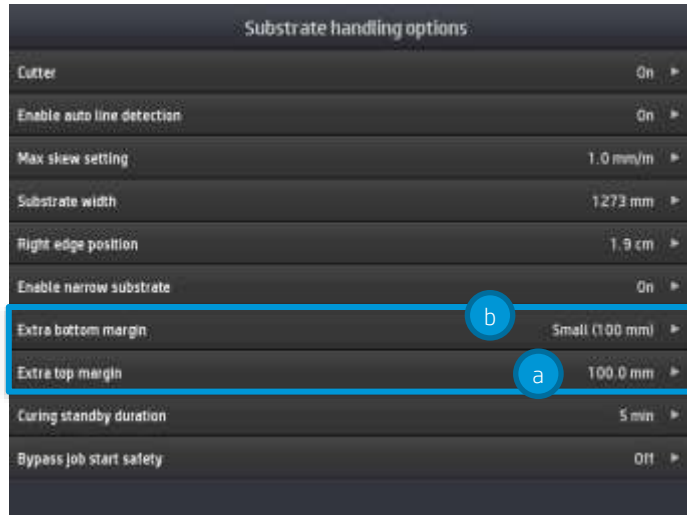 Substrate handling options
Cutter On
Enable auto line detection On
Max skew setting 1.0 mm/m
Substrate width 1273 mm
Right edge position 1.9 cm
Enable narrow substrate On
b
Extra bottom margin Small (100 mm)
Extra top margin a 100.0 mm
Curing standby duration 5 min
Bypass job start safety Off